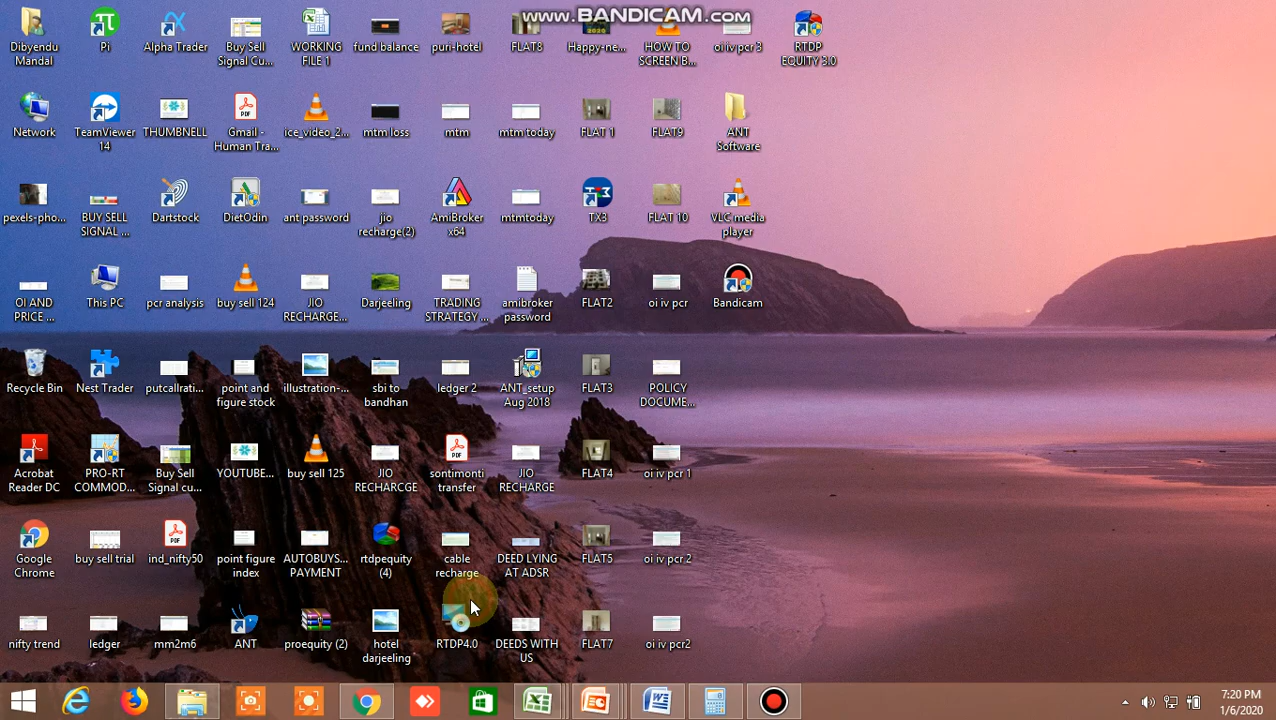 www.BANDICAM.com
Dibyendu
Mandal
Pi
Alpha Trader
Buy Sell
Signal Cu...
WORKING
FILE 1
fund balance
puri-hotel
FLAT8
Happy-ne...
HOW TO
SCREEN B...
oi iv pcr 3
RTDP
EQUITY 3.0
Network
TeamViewer
14
THUMBNELL
Gmail -
Human Tra...
ice_video_2...
mtm loss
mtm
mtm today
FLAT 1
FLAT9
ANT
Software
pexels-pho...
BUY SELL
SIGNAL ...
Dartstock
DietOdin
ant password
jio
recharge(2)
AmiBroker
x64
mtmtoday
TX3
FLAT 10
VLC media
player
OI AND
PRICE ...
This PC
pcr analysis
buy sell 124
JIO
RECHARGE...
Darjeeling
TRADING
STRATEGY ...
amibroker
password
FLAT2
oi iv pcr
Bandicam
Recycle Bin
Nest Trader
putcallrati...
point and
figure stock
illustration-...
sbi to
bandhan
ledger 2
ANT_setup
Aug 2018
FLAT3
POLICY
DOCUME...
Acrobat
Reader DC
PRO-RT
COMMOD...
Buy Sell
Signal cu...
YOUTUBE...
buy sell 125
JIO
RECHARCGE
sontimonti
transfer
JIO
RECHARGE
FLAT4
oi iv pcr 1
Google
Chrome
buy sell trial
ind_nifty50
point figure
index
AUTOBUYS...
PAYMENT
rtdpequity
(4)
cable
recharge
DEED LYING
AT ADSR
FLAT5
oi iv pcr 2
nifty trend
ledger
mm2m6
ANT
proequity (2)
hotel
darjeeling
RTDP4.0
DEEDS WITH
US
FLAT7
oi iv pcr2
7:20 PM
1/6/2020